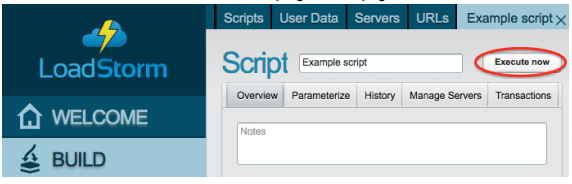 Scripts User Data Servers URLs Example script ×
LoadStorm
Script Example script Execute now
Overview Parameterize History Manage Servers Transactions
WELCOME
Notes
BUILD